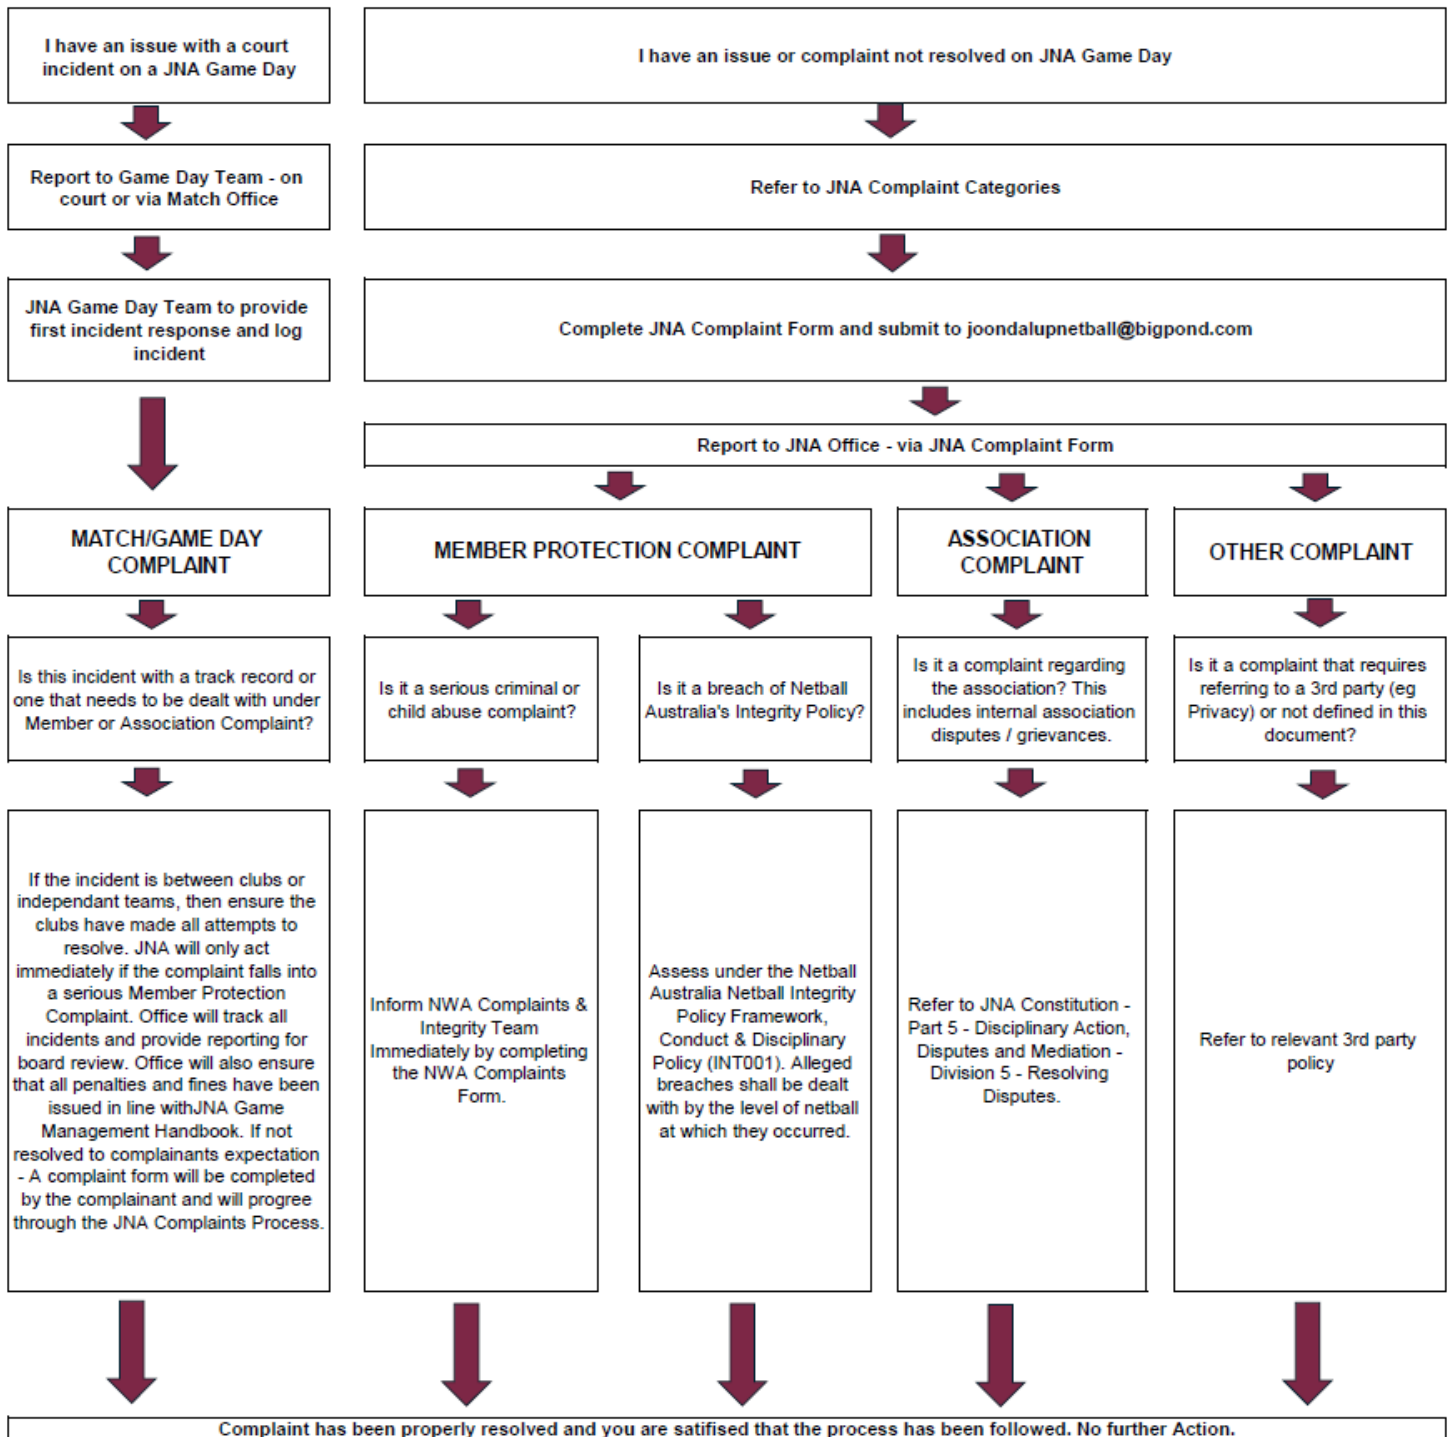 I have an issue with a court
incident on a JNA Game Day
I have an issue or complaint not resolved on JNA Game Day
Report to Game Day Team - on
court or via Match Office
Refer to JNA Complaint Categories
JNA Game Day Team to provide
first incident response and log
incident
Complete JNA Complaint Form and submit to joondalupnetball@bigpond.com
Report to JNA Office - via JNA Complaint Form
MATCH/GAME DAY
COMPLAINT
MEMBER PROTECTION COMPLAINT
ASSOCIATION
COMPLAINT
OTHER COMPLAINT
Is this incident with a track record or
one that needs to be dealt with under
Member or Association Complaint?
Is it a serious criminal or
child abuse complaint?
Is it a breach of Netball
Australia's Integrity Policy?
Is it a complaint regarding
the association? This
includes internal association
disputes / grievances.
Is it a complaint that requires
referring to a 3rd party (eg
Privacy) or not defined in this
document?
If the incident is between clubs or
independant teams, then ensure the
clubs have made all attempts to
resolve. JNA will only act
immediately if the complaint falls into
a serious Member Protection
Complaint. Office will track all
incidents and provide reporting for
board review. Office will also ensure
that all penalties and fines have been
issued in line withJNA Game
Management Handbook. If not
resolved to complainants expectation
- A complaint form will be completed
by the complainant and will progree
through the JNA Complaints Process.
Inform NWA Complaints &
Integrity Team
Immediately by completing
the NWA Complaints
Form.
Assess under the Netball
Australia Netball Integrity
Policy Framework,
Conduct & Disciplinary
Policy (INT001). Alleged
breaches shall be dealt
with by the level of netball
at which they occurred.
Refer to JNA Constitution -
Part 5 - Disciplinary Action,
Disputes and Mediation -
Division 5 - Resolving
Disputes.
Refer to relevant 3rd party
policy
Complaint has been properly resolved and you are satifised that the process has been followed. No further Action.